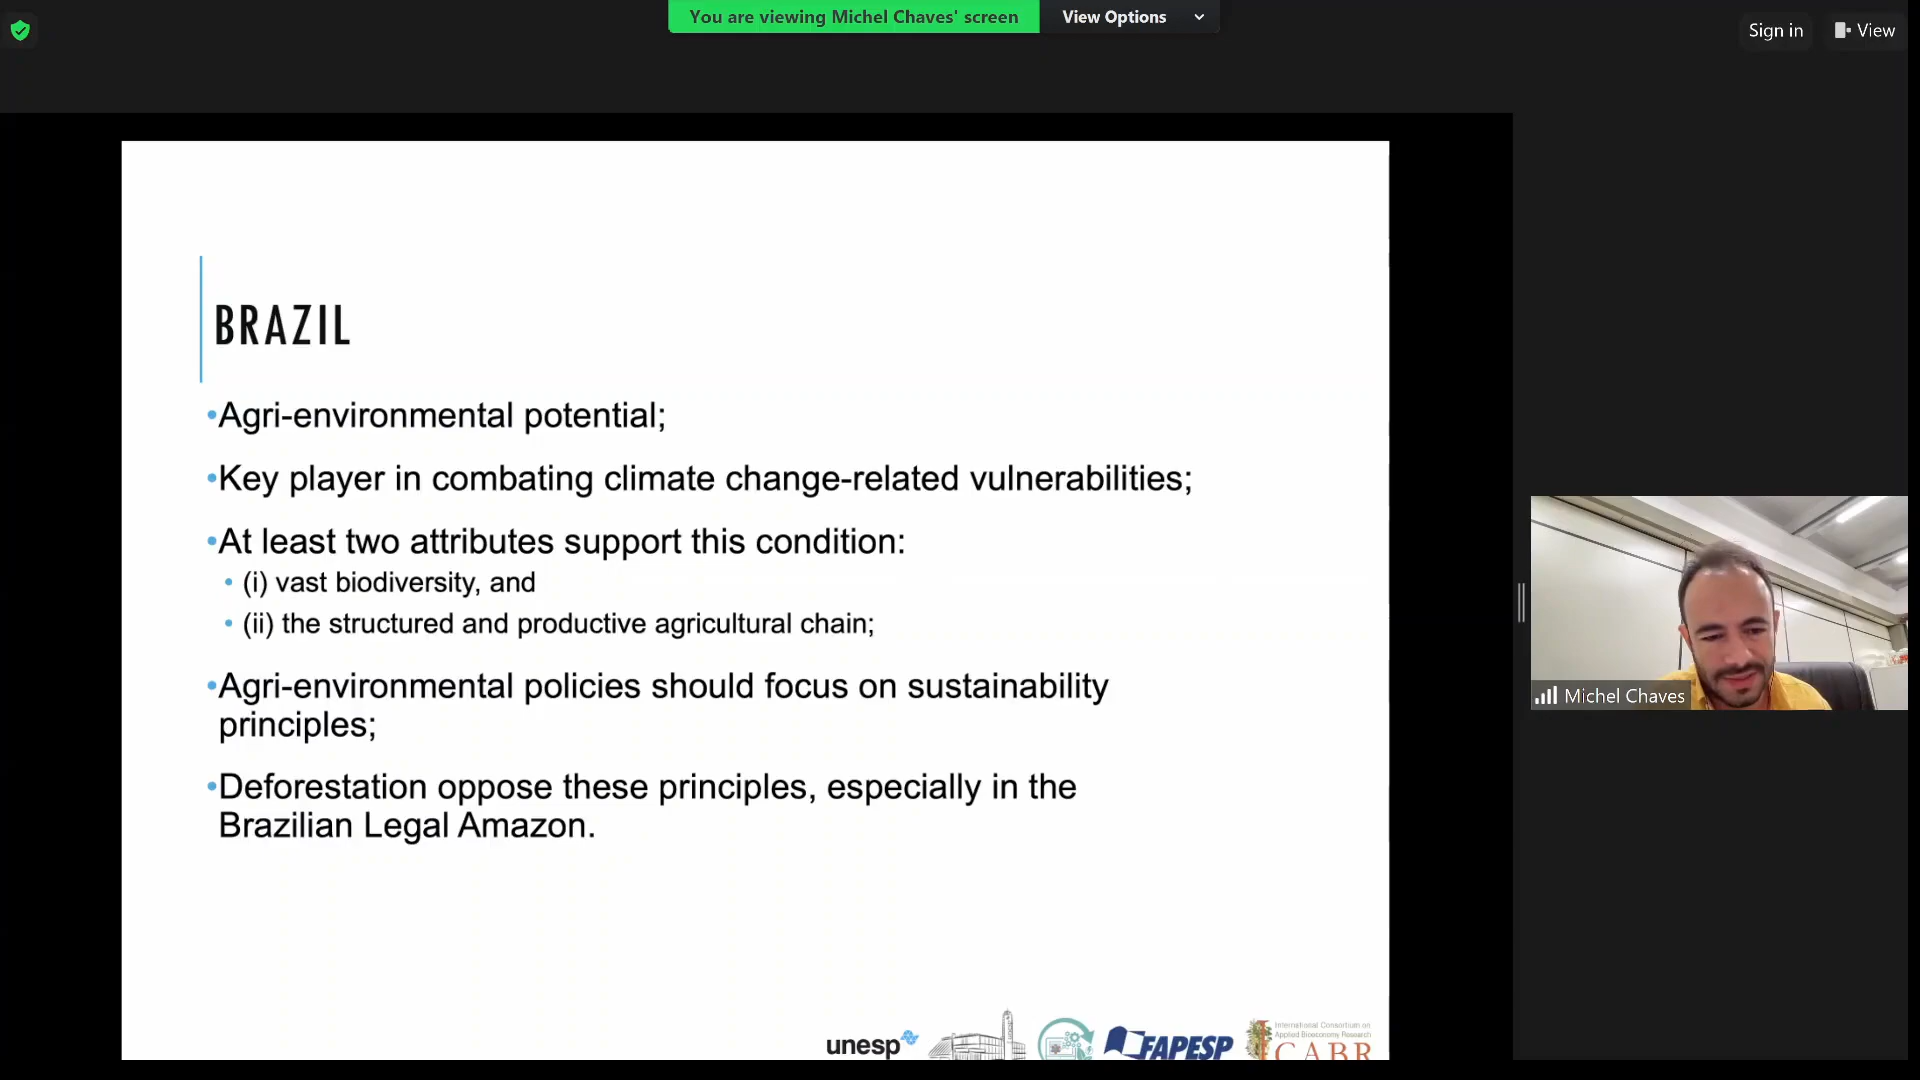 You are viewing Michel Chaves' screen
View Options
Sign in
View
BRAZIL
•Agri-environmental potential;
•Key player in combating climate change-related vulnerabilities;
•At least two attributes support this condition:
• (i) vast biodiversity, and
• (ii) the structured and productive agricultural chain;
•Agri-environmental policies should focus on sustainability
principles;
•Deforestation oppose these principles, especially in the
Brazilian Legal Amazon.
Michel Chaves
unesp
FAPESP
International Consortium on
Applied Bioeconomy Research
ICABR